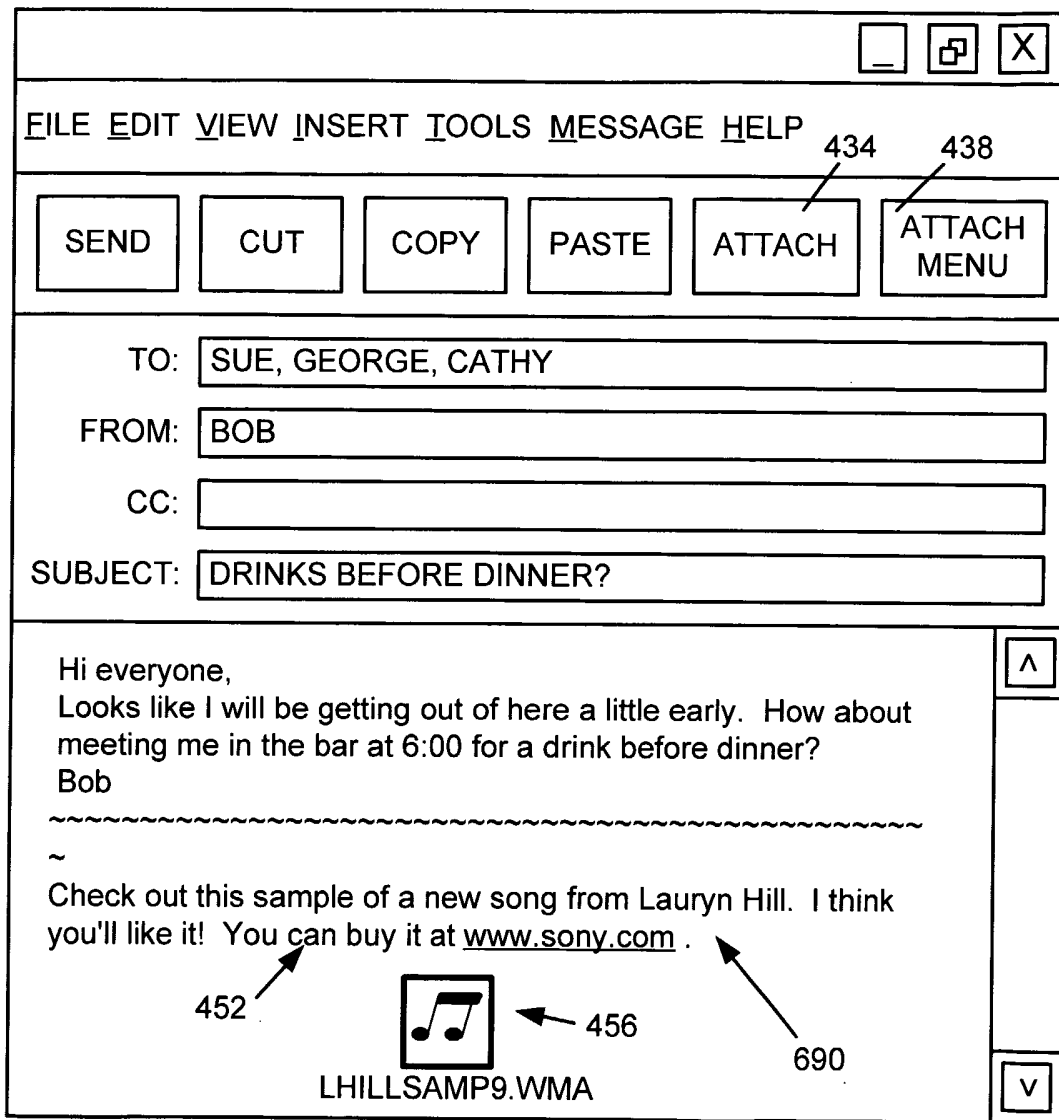 _ X
FILE EDIT VIEW INSERT TOOLS MESSAGE HELP
434 438
SEND CUT COPY PASTE ATTACH ATTACH MENU
TO: SUE, GEORGE, CATHY
FROM: BOB
CC:
SUBJECT: DRINKS BEFORE DINNER?
Hi everyone,
Looks like I will be getting out of here a little early.  How about
meeting me in the bar at 6:00 for a drink before dinner?
Bob
~~~~~~~~~~~~~~~~~~~~~~~~~~~~~~~~~~~~~~~~~~~~~~~~
~
Check out this sample of a new song from Lauryn Hill.  I think
you'll like it!  You can buy it at www.sony.com .
452 456 690
LHILLSAMP9.WMA